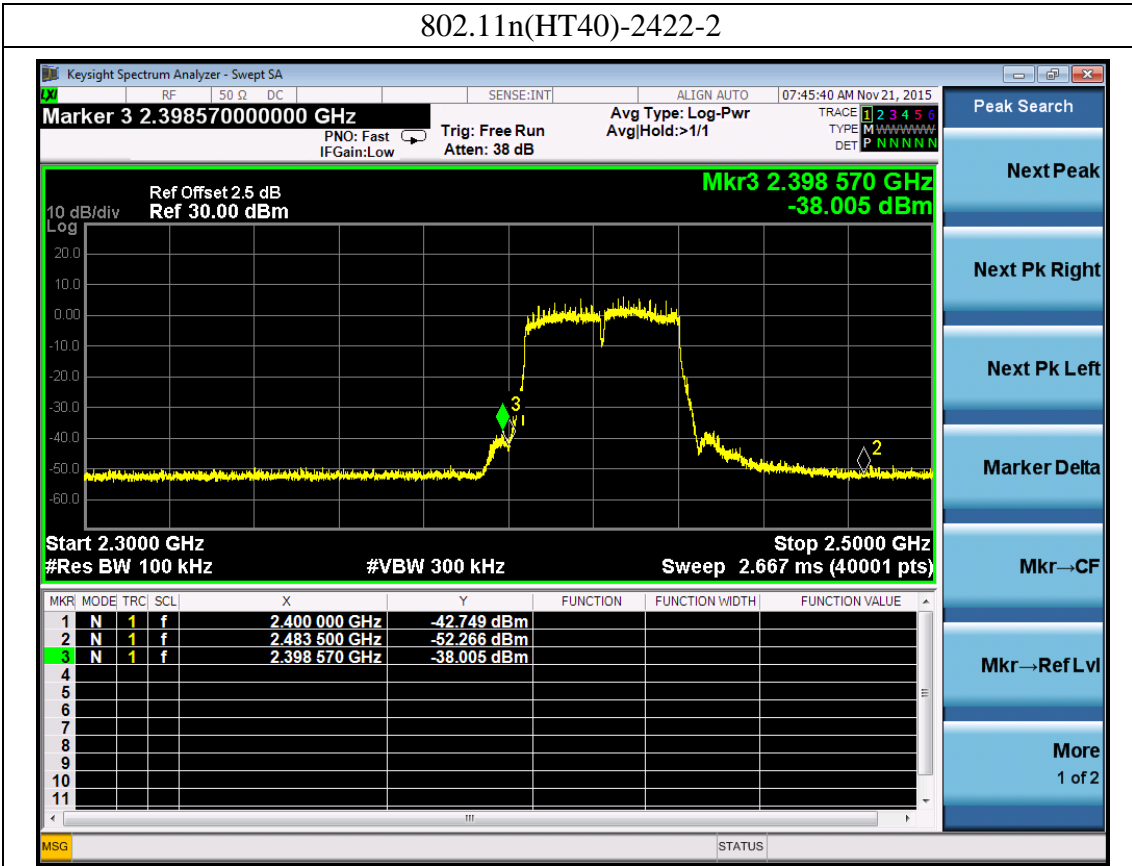 802.11n(HT40)-2422-2
Keysight Spectrum Analyzer - Swept SA
LXI RF 50 Ω DC SENSE:INT ALIGN AUTO 07:45:40 AM Nov 21, 2015
Marker 3 2.398570000000 GHz
PNO: Fast
IFGain:Low
Trig: Free Run
Atten: 38 dB
Avg Type: Log-Pwr
Avg|Hold:>1/1
TRACE 1 2 3 4 5 6
TYPE M WWWWW
DET P N N N N N
Ref Offset 2.5 dB
10 dB/div Ref 30.00 dBm
Log
Mkr3 2.398 570 GHz
-38.005 dBm
20.0
10.0
0.00
-10.0
-20.0
-30.0
-40.0
-50.0
-60.0
3
1
2
Start 2.3000 GHz Stop 2.5000 GHz
#Res BW 100 kHz #VBW 300 kHz Sweep 2.667 ms (40001 pts)
MKR MODE TRC SCL X Y FUNCTION FUNCTION WIDTH FUNCTION VALUE
1 N 1 f 2.400 000 GHz -42.749 dBm
2 N 1 f 2.483 500 GHz -52.266 dBm
3 N 1 f 2.398 570 GHz -38.005 dBm
4
5
6
7
8
9
10
11
MSG STATUS
Peak Search
Next Peak
Next Pk Right
Next Pk Left
Marker Delta
Mkr→CF
Mkr→Ref Lvl
More
1 of 2